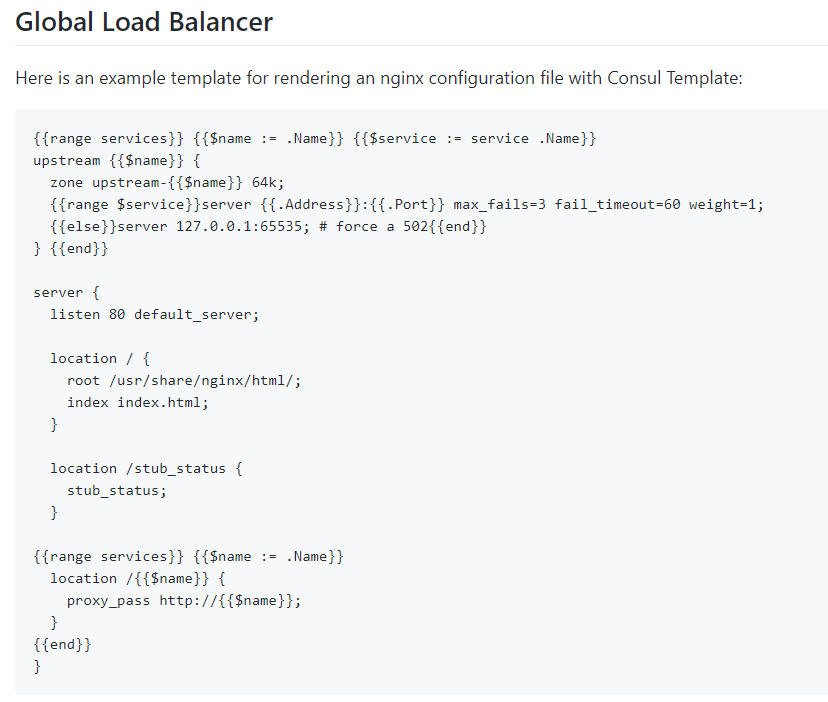 Global Load Balancer
Here is an example template for rendering an nginx configuration file with Consul Template:
{{range services}} {{$name := .Name}} {{$service := service .Name}}
upstream {{$name}} {
  zone upstream-{{$name}} 64k;
  {{range $service}}server {{.Address}}:{{.Port}} max_fails=3 fail_timeout=60 weight=1;
  {{else}}server 127.0.0.1:65535; # force a 502{{end}}
} {{end}}
server {
  listen 80 default_server;
  location / {
    root /usr/share/nginx/html/;
    index index.html;
  }
  location /stub_status {
    stub_status;
  }
{{range services}} {{$name := .Name}}
  location /{{$name}} {
    proxy_pass http://{{$name}};
  }
{{end}}
}